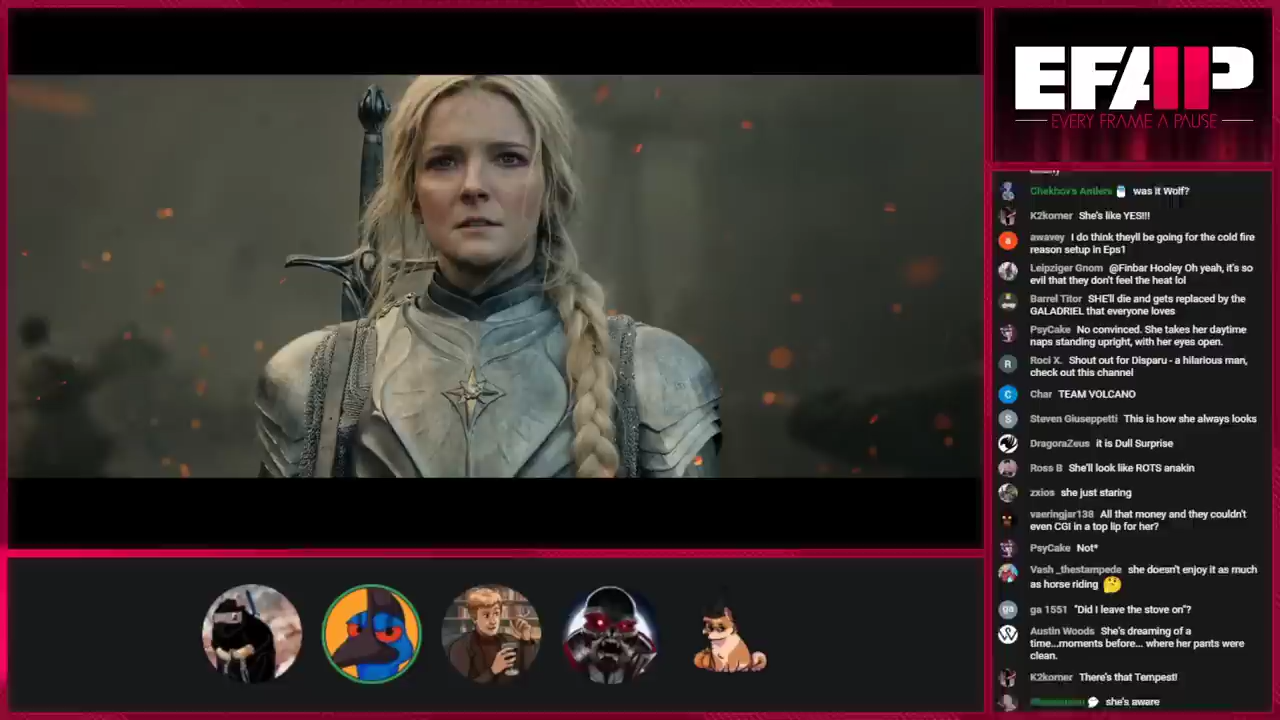 EFAP
EVERY FRAME A PAUSE
Chekhov's Antlers was it Wolf?
K2korner She's like YES!!!
awavey I do think theyll be going for the cold fire
reason setup in Eps1
Leipziger Gnom @Finbar Hooley Oh yeah, it's so
evil that they don't feel the heat lol
Barrel Titor SHE'll die and gets replaced by the
GALADRIEL that everyone loves
PsyCake No convinced. She takes her daytime
naps standing upright, with her eyes open.
R
Roci X. Shout out for Disparu - a hilarious man,
check out this channel
C
Char TEAM VOLCANO
S
Steven Giuseppetti This is how she always looks
DragoraZeus it is Dull Surprise
Ross B She'll look like ROTS anakin
zxios she just staring
vaeringjar138 All that money and they couldn't
even CGI in a top lip for her?
PsyCake Not*
Vash_thestampede she doesn't enjoy it as much
as horse riding
ga
ga 1551 "Did I leave the stove on"?
Austin Woods She's dreaming of a
time...moments before... where her pants were
clean.
K2korner There's that Tempest!
she's aware